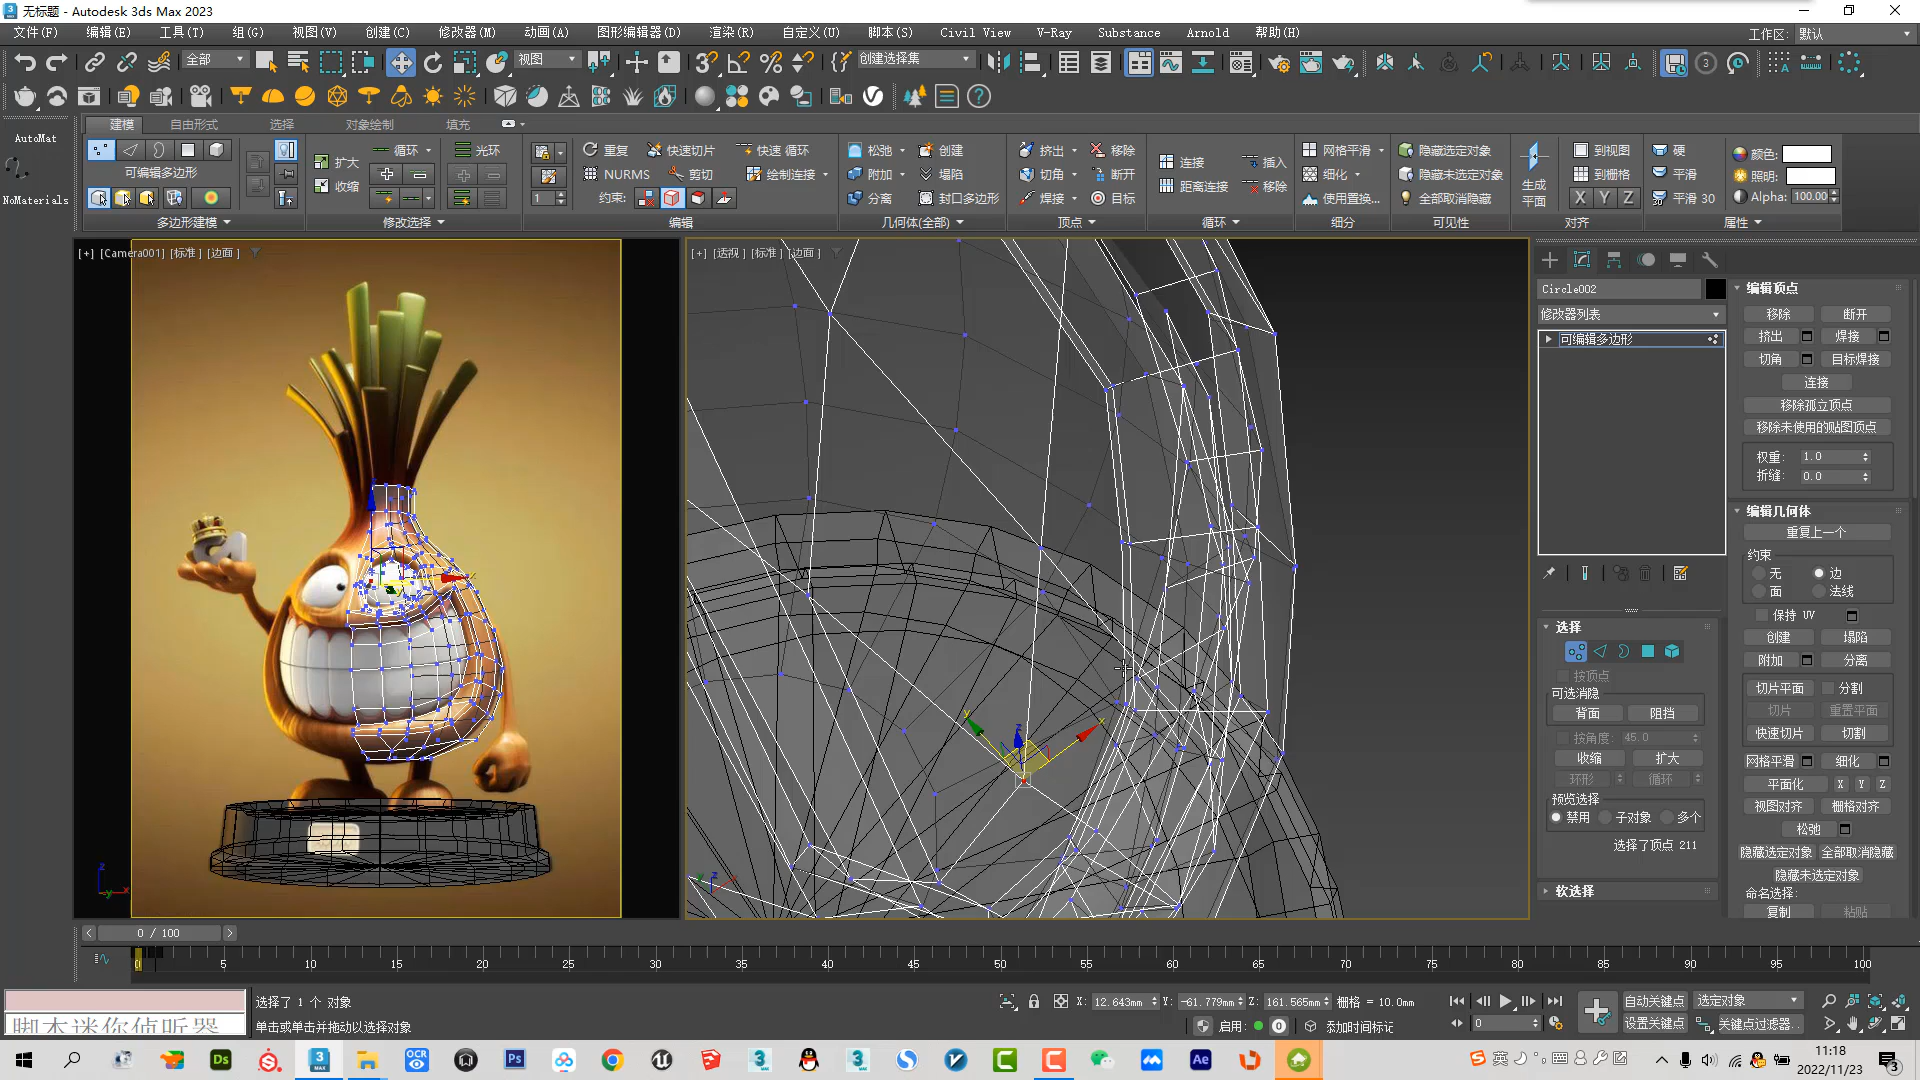 无标题 - Autodesk 3ds Max 2023
文件(F) 编辑(E) 工具(T) 组(G) 视图(V) 创建(C) 修改器(M) 动画(A) 图形编辑器(D) 渲染(R) 自定义(U) 脚本(S) Civil View V-Ray Substance Arnold 帮助(H)
工作区: 默认
全部 视图 创建选择集
建模 自由形式 选择 对象绘制 填充
AutoMat
NoMaterials
可编辑多边形
多边形建模
扩大 循环 光环
收缩
修改选择
1
重复 快速切片 快速 循环
NURMS 剪切 绘制连接
约束:
编辑
松弛 创建
附加 塌陷
分离 封口多边形
几何体(全部)
挤出 移除
切角 断开
焊接 目标
顶点
连接 插入
距离连接 移除
循环
网格平滑
细化
使用置换...
细分
隐藏选定对象
隐藏未选定对象
全部取消隐藏
可见性
生成
平面
到视图
到栅格
X Y Z
对齐
硬
平滑
平滑 30
颜色:
照明:
Alpha: 100.00
属性
[+] [Camera001] [标准] [边面]
[+] [透视] [标准] [边面]
Circle002
修改器列表
可编辑多边形
选择
按顶点
可选消隐
背面 阻挡
按角度: 45.0
收缩 扩大
环形 循环
预览选择
禁用 子对象 多个
选择了顶点 211
软选择
编辑顶点
移除 断开
挤出 焊接
切角 目标焊接
连接
移除孤立顶点
移除未使用的贴图顶点
权重: 1.0
折缝: 0.0
编辑几何体
重复上一个
约束
无 边
面 法线
保持 UV
创建 塌陷
附加 分离
切片平面 分割
切片 重置平面
快速切片 切割
网格平滑 细化
平面化 X Y Z
视图对齐 栅格对齐
松弛
隐藏选定对象 全部取消隐藏
隐藏未选定对象
命名选择:
复制 粘贴
0 / 100
0 5 10 15 20 25 30 35 40 45 50 55 60 65 70 75 80 85 90 95 100
脚本迷你侦听器
选择了 1 个 对象
单击或单击并拖动以选择对象
X: 12.643mm Y: -61.779mm Z: 161.565mm 栅格 = 10.0mm
启用: 0 添加时间标记
0
自动关键点 选定对象
设置关键点 关键点过滤器...
英
11:18
2022/11/23
3